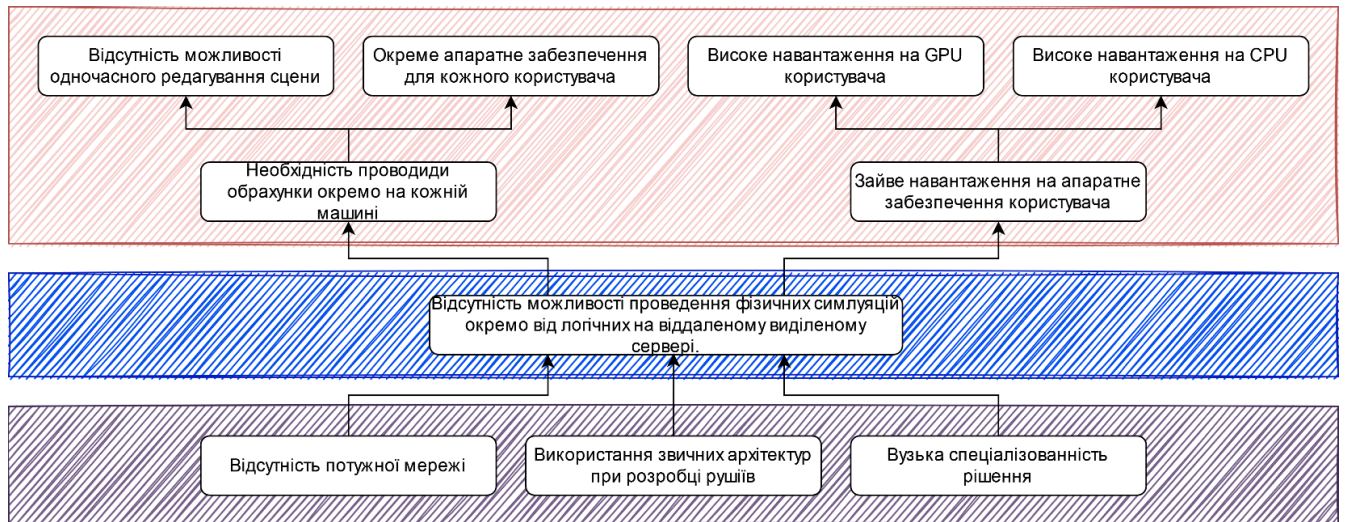 Відсутність можливості
одночасного редагування сцени
Окреме апаратне забезпечення
для кожного користувача
Високе навантаження на GPU
користувача
Високе навантаження на CPU
користувача
Необхідність проводиди
обрахунки окремо на кожній
машині
Зайве навантаження на апаратне
забезпечення користувача
Відсутність можливості проведення фізичних симлуяцій
окремо від логічних на віддаленому виділеному
сервері.
Відсутність потужної мережі
Використання звичних архітектур
при розробці рушіїв
Вузька спеціалізованність
рішення